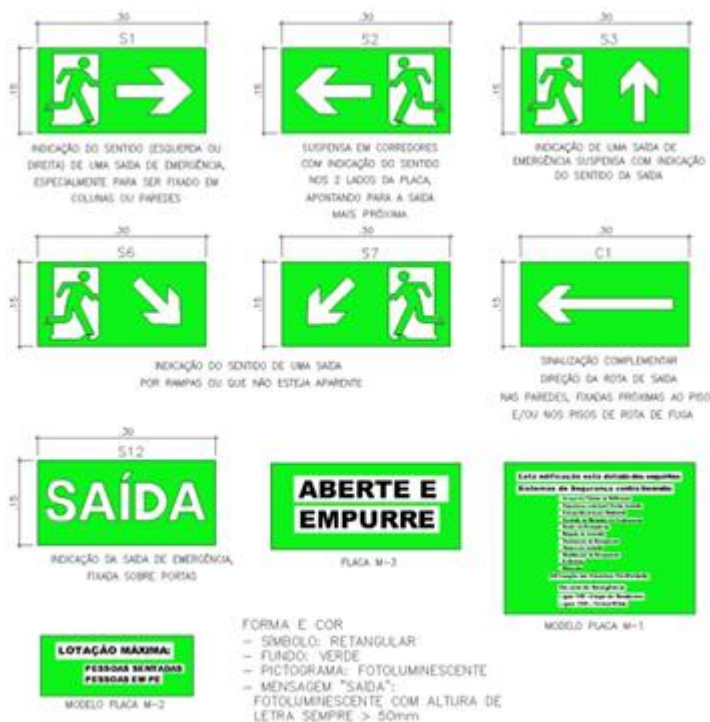 .30
S1
.15
INDICAÇÃO DO SENTIDO (ESQUERDA OU
DIREITA) DE UMA SAÍDA DE EMERGÊNCIA,
ESPECIALMENTE PARA SER FIXADO EM
COLUNAS OU PAREDES
.30
S2
.15
SUSPENSA EM CORREDORES
COM INDICAÇÃO DO SENTIDO
NOS 2 LADOS DA PLACA,
APONTANDO PARA A SAÍDA
MAIS PRÓXIMA
.30
S3
.15
INDICAÇÃO DE UMA SAÍDA DE
EMERGÊNCIA SUSPENSA COM INDICAÇÃO
DO SENTIDO DA SAÍDA
.30
S6
.15
.30
S7
.15
INDICAÇÃO DO SENTIDO DE UMA SAÍDA
POR RAMPAS OU QUE NÃO ESTEJA APARENTE
.30
C1
.15
SINALIZAÇÃO COMPLEMENTAR
DIREÇÃO DA ROTA DE SAÍDA
NAS PAREDES, FIXADAS PRÓXIMAS AO PISO
E/OU NOS PISOS DE ROTA DE FUGA
.30
S12
.15
SAÍDA
INDICAÇÃO DA SAÍDA DE EMERGÊNCIA,
FIXADA SOBRE PORTAS
ABERTE E
EMPURRE
PLACA M-3
Sistemas de Segurança contra Incêndio
MODELO PLACA M-1
LOTAÇÃO MÁXIMA:
PESSOAS SENTADAS
PESSOAS EM PE
MODELO PLACA M-2
FORMA E COR
- SÍMBOLO: RETANGULAR
- FUNDO: VERDE
- PICTOGRAMA: FOTOLUMINESCENTE
- MENSAGEM "SAIDA":
FOTOLUMINESCENTE COM ALTURA DE
LETRA SEMPRE > 50mm